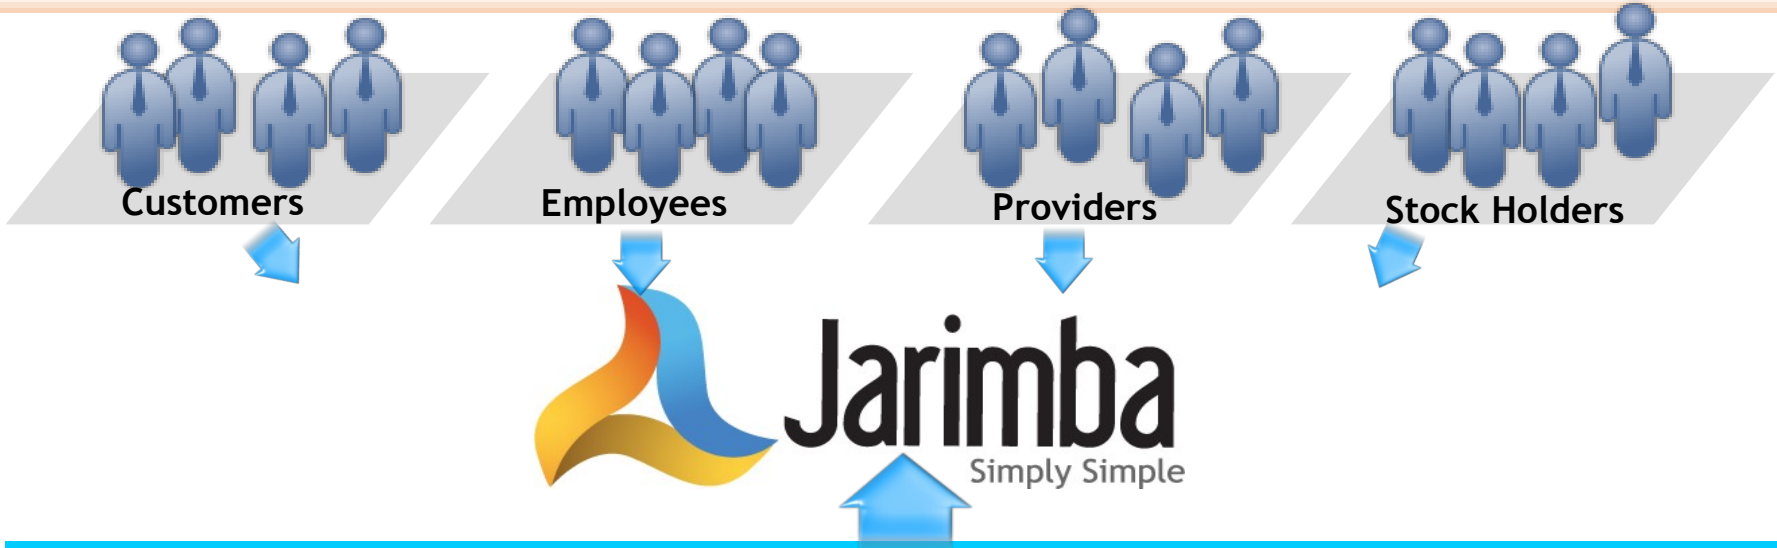 Customers
Employees
Providers
Stock Holders
Jarimba
Simply Simple